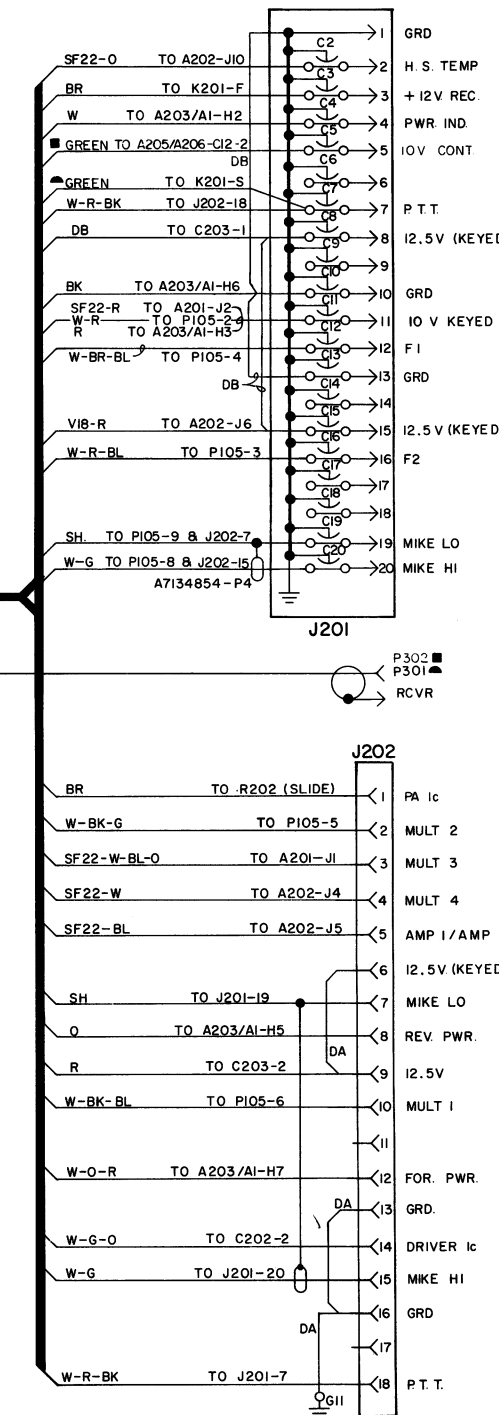 1 GRD
C2
SF22-O TO A202-J10 2 H.S. TEMP
C3
BR TO K201-F 3 +12V REC.
C4
W TO A203/A1-H2 4 PWR. IND.
C5
GREEN TO A205/A206-C12-2 5 10V CONT.
DB
C6
6
GREEN TO K201-S
C7
W-R-BK TO J202-18 7 P.T.T.
C8
DB TO C203-1 8 12.5V (KEYED
C9
9
C10
BK TO A203/A1-H6 10 GRD
C11
SF22-R TO A201-J2
W-R TO P105-2 11 10 V KEYED
R TO A203/A1-H3
C12
W-BR-BL TO P105-4 12 F1
C13
DB 13 GRD
C14
14
C15
V18-R TO A202-J6 15 12.5V (KEYED
C16
W-R-BL TO P105-3 16 F2
C17
17
C18
18
C19
SH. TO P105-9 & J202-7 19 MIKE LO
C20
W-G TO P105-8 & J202-15 20 MIKE HI
A7134854-P4
J201
P302
P301
RCVR
J202
BR TO R202 (SLIDE) 1 PA Ic
W-BK-G TO P105-5 2 MULT 2
SF22-W-BL-O TO A201-J1 3 MULT 3
SF22-W TO A202-J4 4 MULT 4
SF22-BL TO A202-J5 5 AMP 1/AMP
6 12.5V (KEYED
SH TO J201-19 7 MIKE LO
O TO A203/A1-H5 8 REV. PWR.
DA
R TO C203-2 9 12.5V
W-BK-BL TO P105-6 10 MULT 1
11
W-O-R TO A203/A1-H7 12 FOR. PWR.
DA 13 GRD.
W-G-O TO C202-2 14 DRIVER Ic
W-G TO J201-20 15 MIKE HI
16 GRD
DA
17
W-R-BK TO J201-7 18 P.T.T.
G11